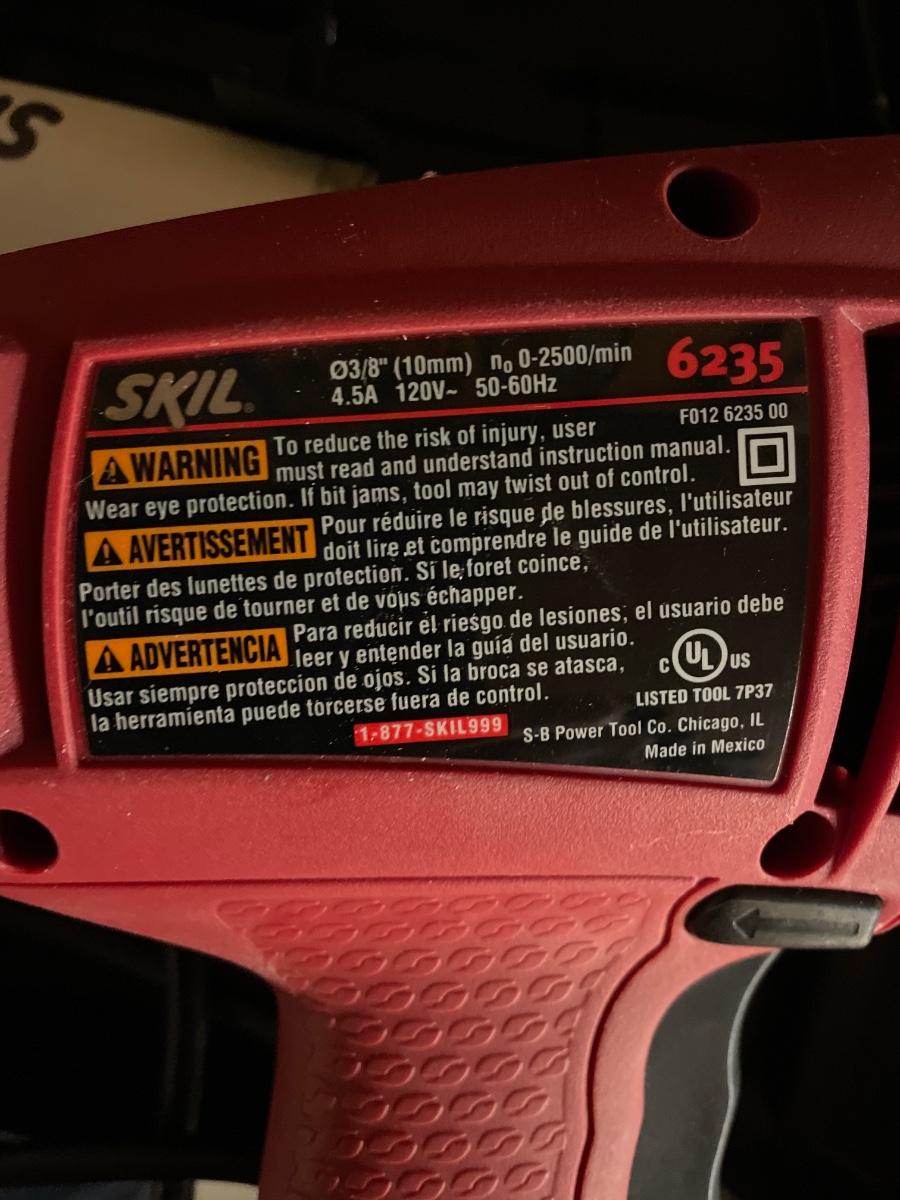 SKIL®
Ø3/8" (10mm) n₀ 0-2500/min
4.5A 120V~ 50-60Hz
6235
F012 6235 00
WARNING To reduce the risk of injury, user
must read and understand instruction manual.
Wear eye protection. If bit jams, tool may twist out of control.
AVERTISSEMENT Pour réduire le risque de blessures, l'utilisateur
doit lire et comprendre le guide de l'utilisateur.
Porter des lunettes de protection. Si le foret coince,
l'outil risque de tourner et de vous échapper.
ADVERTENCIA Para reducir el riesgo de lesiones, el usuario debe
leer y entender la guía del usuario.
Usar siempre proteccion de ojos. Si la broca se atasca,
la herramienta puede torcerse fuera de control.
c UL US
LISTED TOOL 7P37
1-877-SKIL999
S-B Power Tool Co. Chicago, IL
Made in Mexico